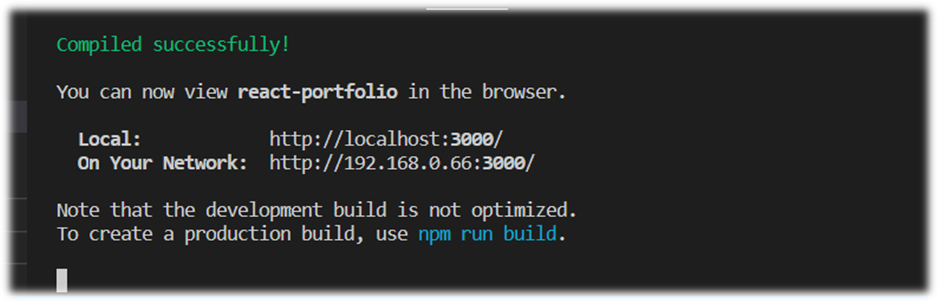 Compiled successfully!
You can now view react-portfolio in the browser.
Local: http://localhost:3000/
On Your Network: http://192.168.0.66:3000/
Note that the development build is not optimized.
To create a production build, use npm run build.